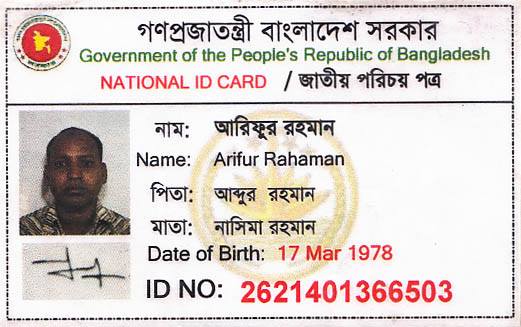 গণপ্রজাতন্ত্রী বাংলাদেশ সরকার
Government of the People's Republic of Bangladesh
NATIONAL ID CARD / জাতীয় পরিচয় পত্র
নাম: আরিফুর রহমান
Name: Arifur Rahaman
পিতা: আব্দুর রহমান
মাতা: নাসিমা রহমান
Date of Birth: 17 Mar 1978
ID NO: 2621401366503